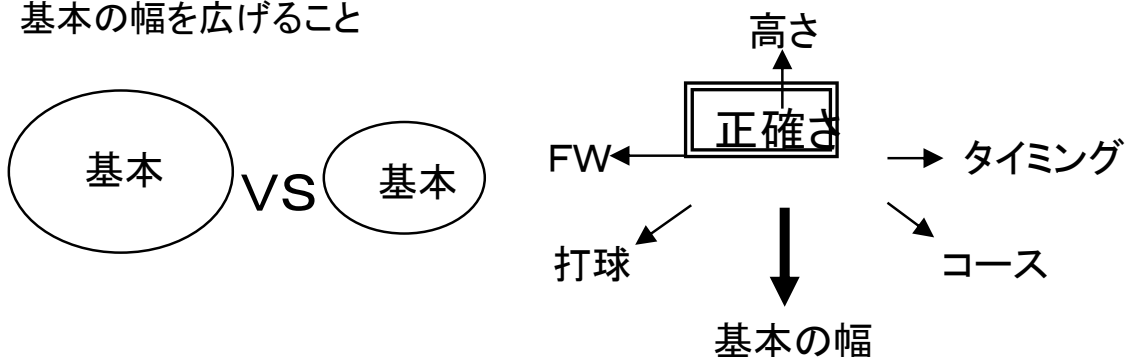 基本の幅を広げること
基本
VS
基本
高さ
正確さ
FW
タイミング
打球
コース
基本の幅